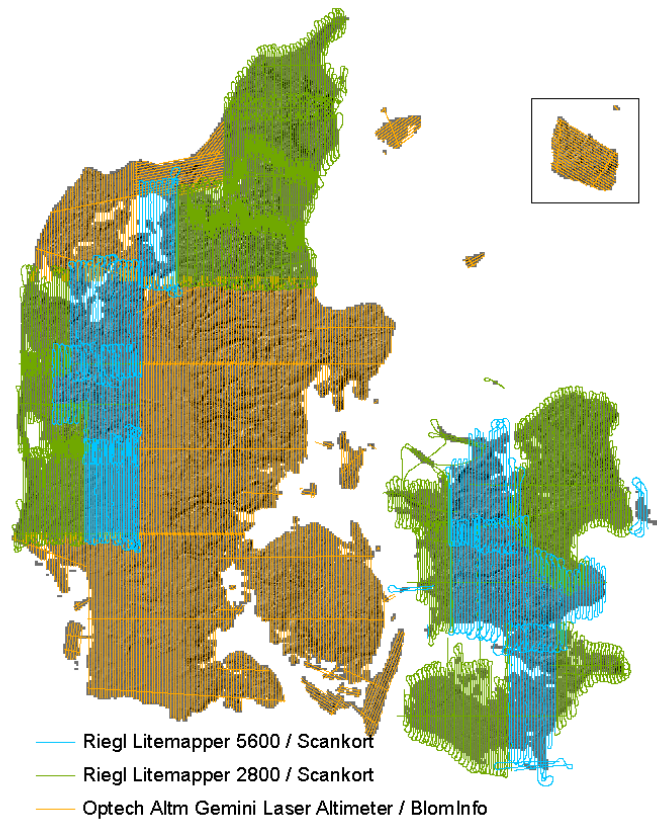 Riegl Litemapper 5600 / Scankort
Riegl Litemapper 2800 / Scankort
Optech Altm Gemini Laser Altimeter / BlomInfo